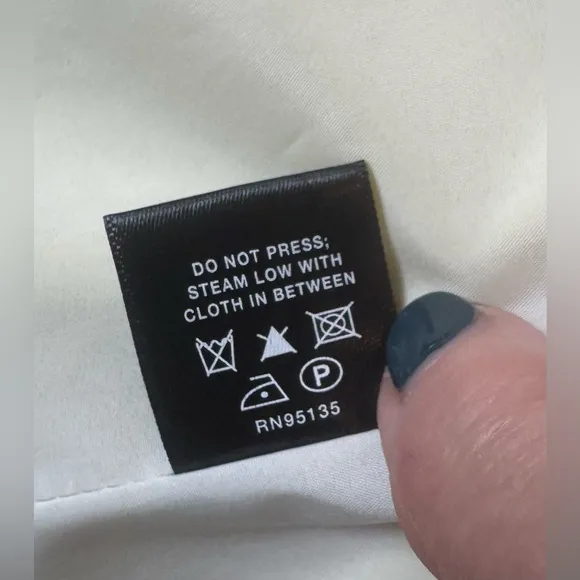 DO NOT PRESS;
STEAM LOW WITH
CLOTH IN BETWEEN
P
RN95135